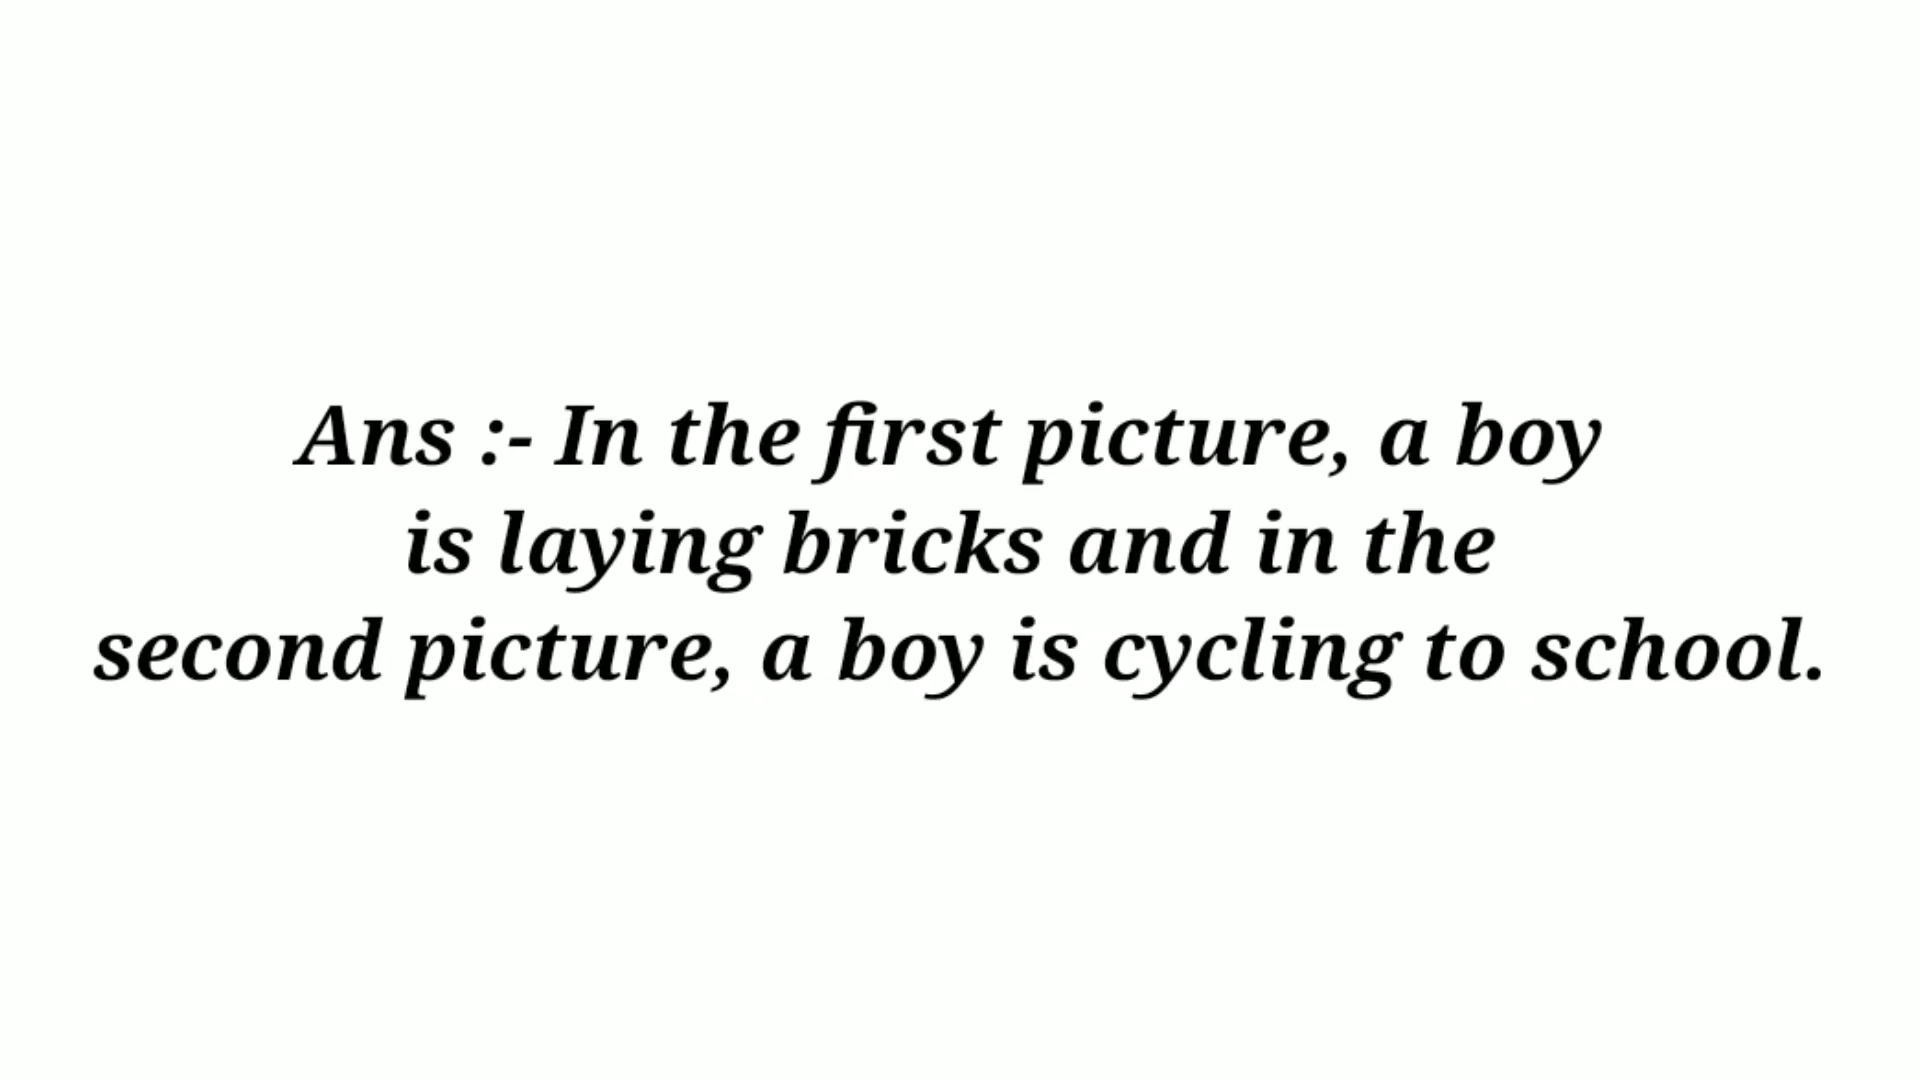 Ans :- In the first picture, a boy
is laying bricks and in the
second picture, a boy is cycling to school.